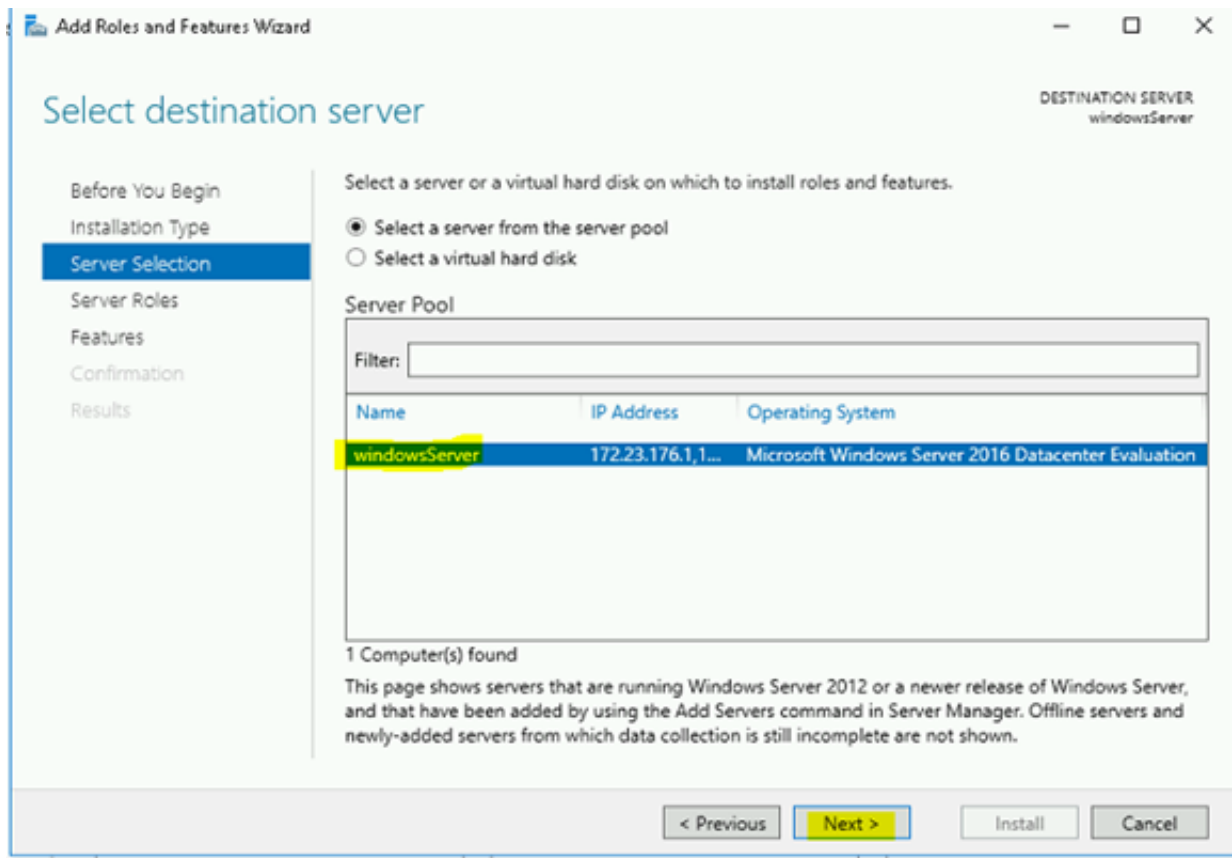 Add Roles and Features Wizard
Select destination server
DESTINATION SERVER
windowsServer
Before You Begin
Installation Type
Server Selection
Server Roles
Features
Confirmation
Results
Select a server or a virtual hard disk on which to install roles and features.
Select a server from the server pool
Select a virtual hard disk
Server Pool
Filter:
Name IP Address Operating System
windowsServer 172.23.176.1,1... Microsoft Windows Server 2016 Datacenter Evaluation
1 Computer(s) found
This page shows servers that are running Windows Server 2012 or a newer release of Windows Server,
and that have been added by using the Add Servers command in Server Manager. Offline servers and
newly-added servers from which data collection is still incomplete are not shown.
< Previous Next > Install Cancel